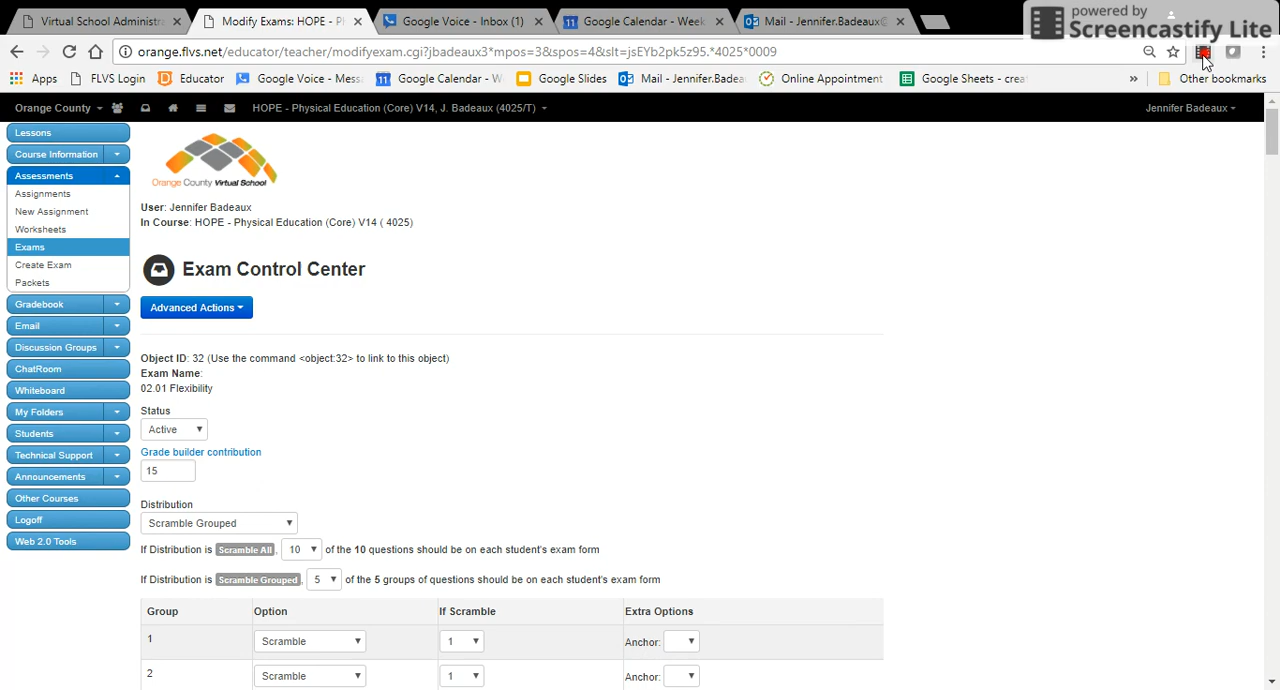 Virtual School Administra
Modify Exams: HOPE - Ph
Google Voice - Inbox (1)
Google Calendar - Week
Mail - Jennifer.Badeaux@
powered by
Screencastify Lite
orange.flvs.net/educator/teacher/modifyexam.cgi?jbadeaux3*mpos=3&spos=4&slt=jsEYb2pk5z95.*4025*0009
Apps
FLVS Login
Educator
Google Voice - Messa
Google Calendar - W
Google Slides
Mail - Jennifer.Badea
Online Appointment
Google Sheets - crea
»
Other bookmarks
Orange County
HOPE - Physical Education (Core) V14, J. Badeaux (4025/T)
Jennifer Badeaux
Lessons
Course Information
Assessments
Assignments
New Assignment
Worksheets
Exams
Create Exam
Packets
Gradebook
Email
Discussion Groups
ChatRoom
Whiteboard
My Folders
Students
Technical Support
Announcements
Other Courses
Logoff
Web 2.0 Tools
Orange County Virtual School
User: Jennifer Badeaux
In Course: HOPE - Physical Education (Core) V14 ( 4025)
Exam Control Center
Advanced Actions
Object ID: 32 (Use the command <object:32> to link to this object)
Exam Name:
02.01 Flexibility
Status
Active
Grade builder contribution
15
Distribution
Scramble Grouped
If Distribution is Scramble All, 10 of the 10 questions should be on each student's exam form
If Distribution is Scramble Grouped, 5 of the 5 groups of questions should be on each student's exam form
Group Option If Scramble Extra Options
1 Scramble 1 Anchor:
2 Scramble 1 Anchor: